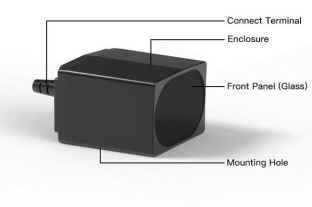 Connect Terminal
Enclosure
Front Panel (Glass)
Mounting Hole